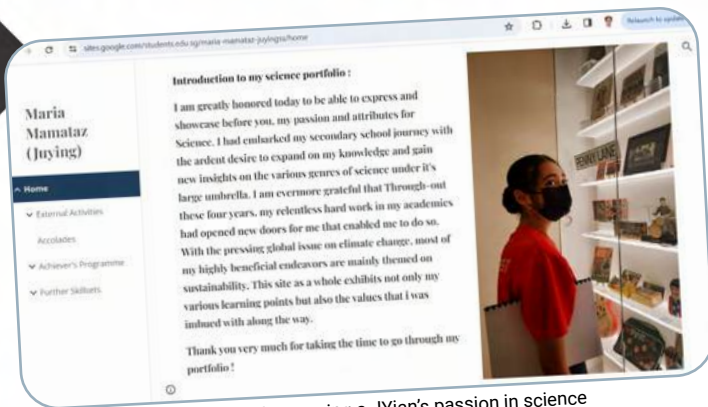 sites.google.com/students.edu.sg/maria-mamataz-juyingss/home
Relaunch to update
Maria
Mamataz
(Juying)
Home
External Activities
Accolades
Achiever's Programme
Further Skillsets
Introduction to my science portfolio :
I am greatly honored today to be able to express and
showcase before you, my passion and attributes for
Science. I had embarked my secondary school journey with
the ardent desire to expand on my knowledge and gain
new insights on the various genres of science under it's
large umbrella. I am evermore grateful that Through-out
these four years, my relentless hard work in my academics
had opened new doors for me that enabled me to do so.
With the pressing global issue on climate change, most of
my highly beneficial endeavors are mainly themed on
sustainability. This site as a whole exhibits not only my
various learning points but also the values that i was
imbued with along the way.
Thank you very much for taking the time to go through my
portfolio !
PENNY LANE
JYian's passion in science